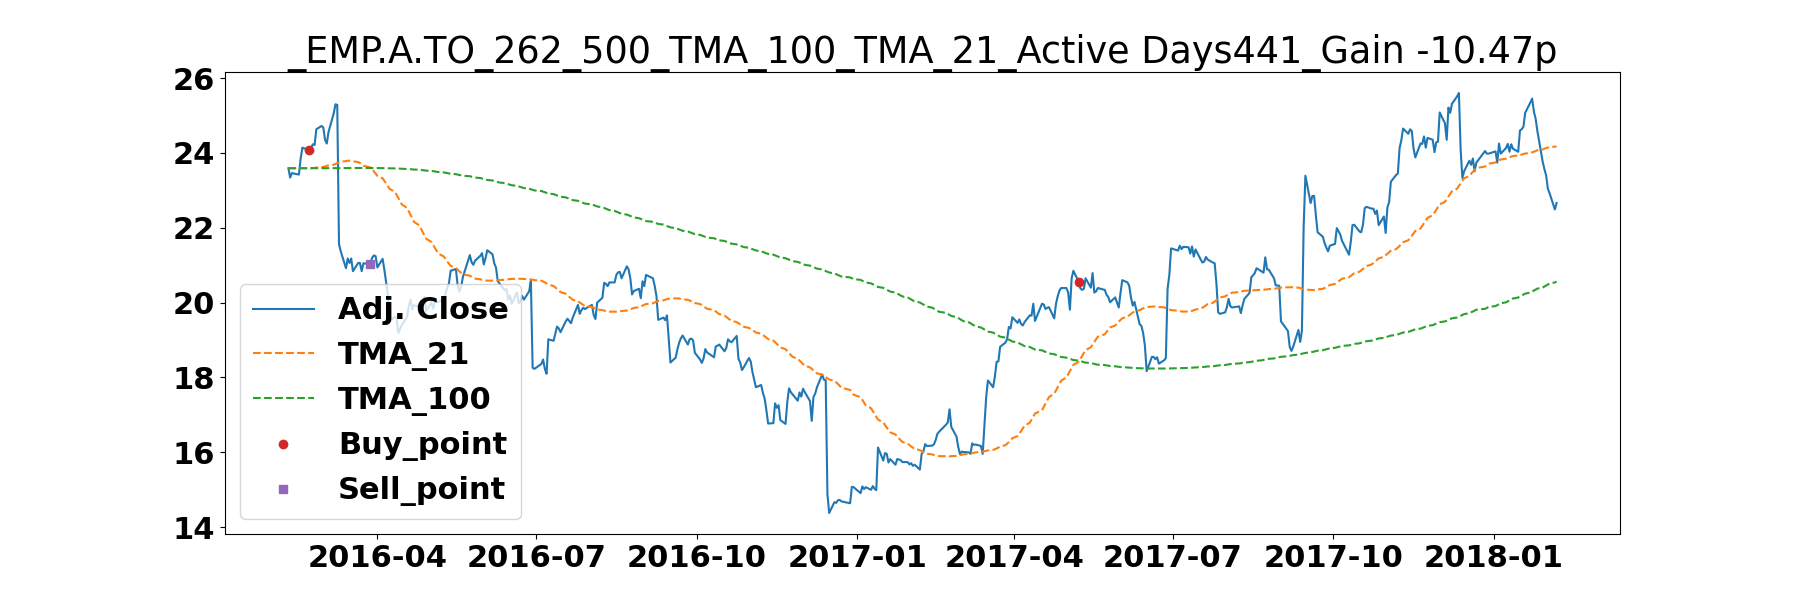 _EMP.A.TO_262_500_TMA_100_TMA_21_Active Days441_Gain -10.47p
26
24
22
20
18
16
14
Adj. Close
TMA_21
TMA_100
Buy_point
Sell_point
2016-04 2016-07 2016-10 2017-01 2017-04 2017-07 2017-10 2018-01